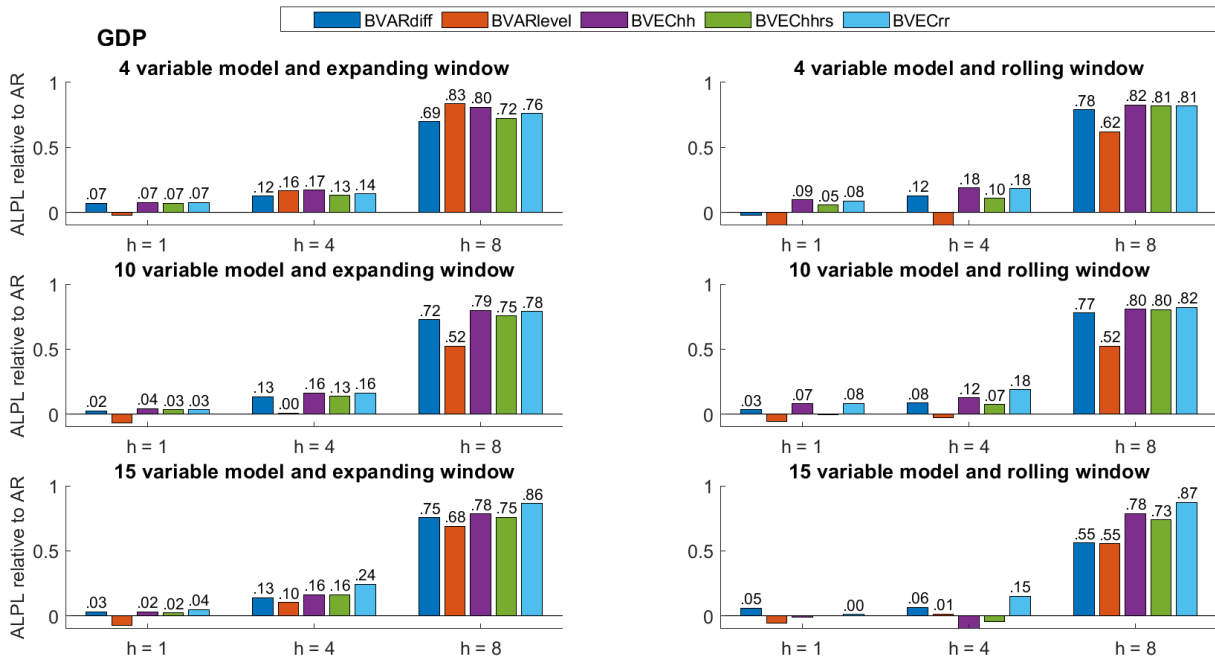 BVARdiff BVARlevel BVEChh BVEChhrs BVECrr
GDP
4 variable model and expanding window
ALPL relative to AR
1
0.5
0
.07 .07 .07 .07
.12 .16 .17 .13 .14
.69 .83 .80 .72 .76
h = 1 h = 4 h = 8
4 variable model and rolling window
1
0.5
0
.09 .05 .08
.12 .18 .10 .18
.78 .62 .82 .81 .81
h = 1 h = 4 h = 8
10 variable model and expanding window
ALPL relative to AR
1
0.5
0
.02 .04 .03 .03
.13 .00 .16 .13 .16
.72 .52 .79 .75 .78
h = 1 h = 4 h = 8
10 variable model and rolling window
1
0.5
0
.03 .07 .08
.08 .12 .07 .18
.77 .52 .80 .80 .82
h = 1 h = 4 h = 8
15 variable model and expanding window
ALPL relative to AR
1
0.5
0
.03 .02 .02 .04
.13 .10 .16 .16 .24
.75 .68 .78 .75 .86
h = 1 h = 4 h = 8
15 variable model and rolling window
1
0.5
0
.05 .00
.06 .01 .15
.55 .55 .78 .73 .87
h = 1 h = 4 h = 8